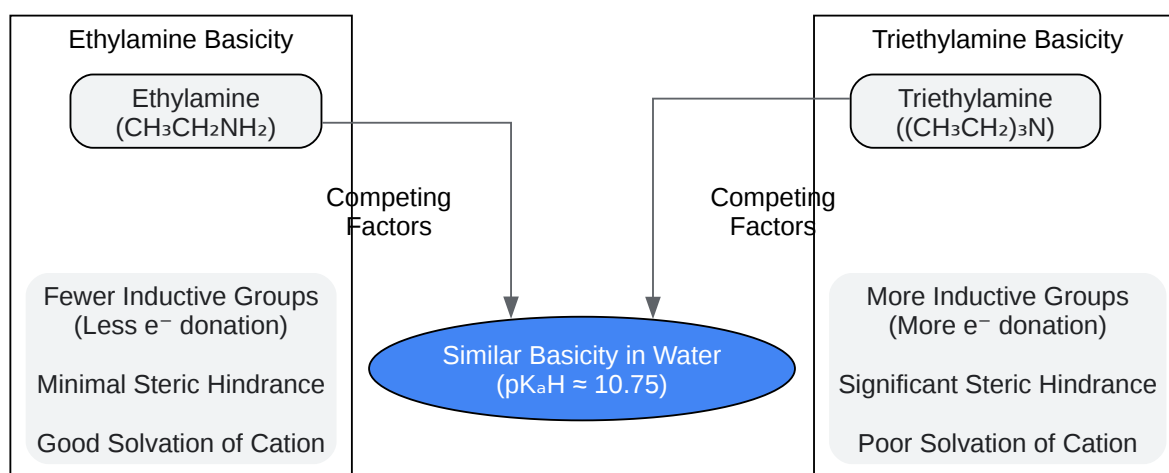 Ethylamine Basicity
Ethylamine
(CH₃CH₂NH₂)
Competing
Factors
Fewer Inductive Groups
(Less e⁻ donation)
Minimal Steric Hindrance
Good Solvation of Cation
Similar Basicity in Water
(pKₐH ≈ 10.75)
Triethylamine Basicity
Triethylamine
((CH₃CH₂)₃N)
Competing
Factors
More Inductive Groups
(More e⁻ donation)
Significant Steric Hindrance
Poor Solvation of Cation